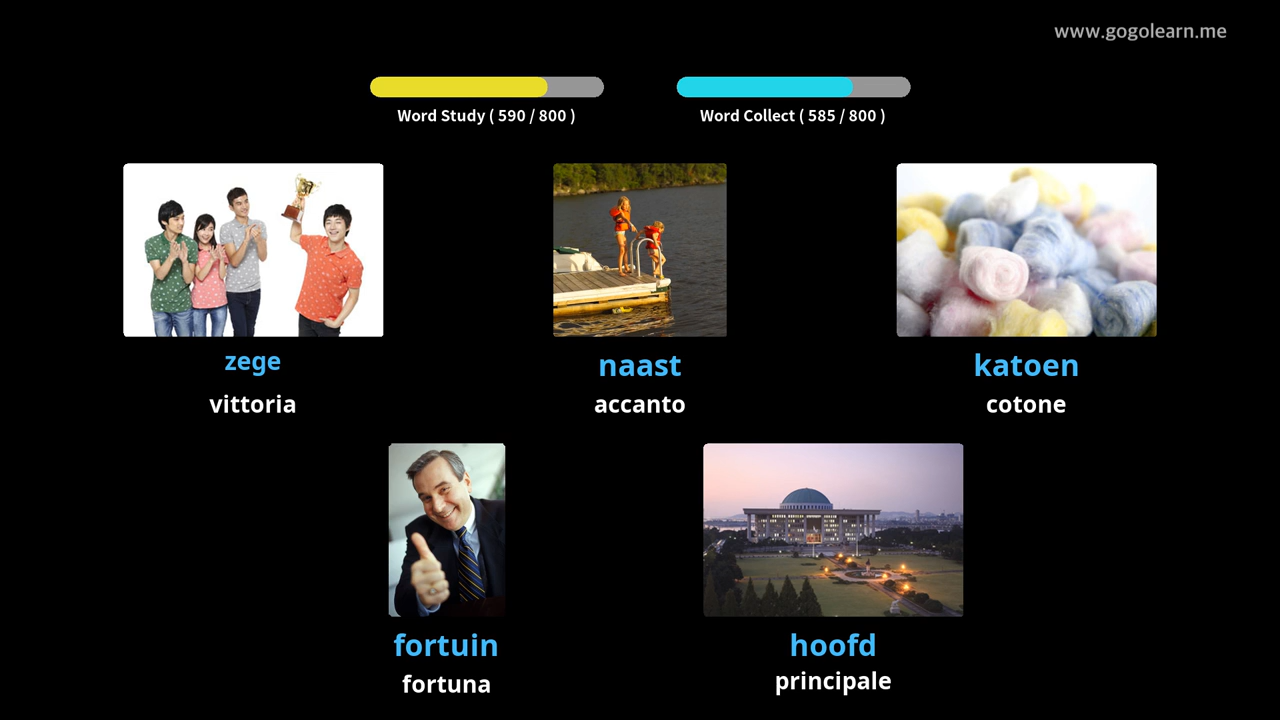 www.gogolearn.me
Word Study ( 590 / 800 )
Word Collect ( 585 / 800 )
zege
naast
katoen
vittoria
accanto
cotone
fortuin
hoofd
fortuna
principale